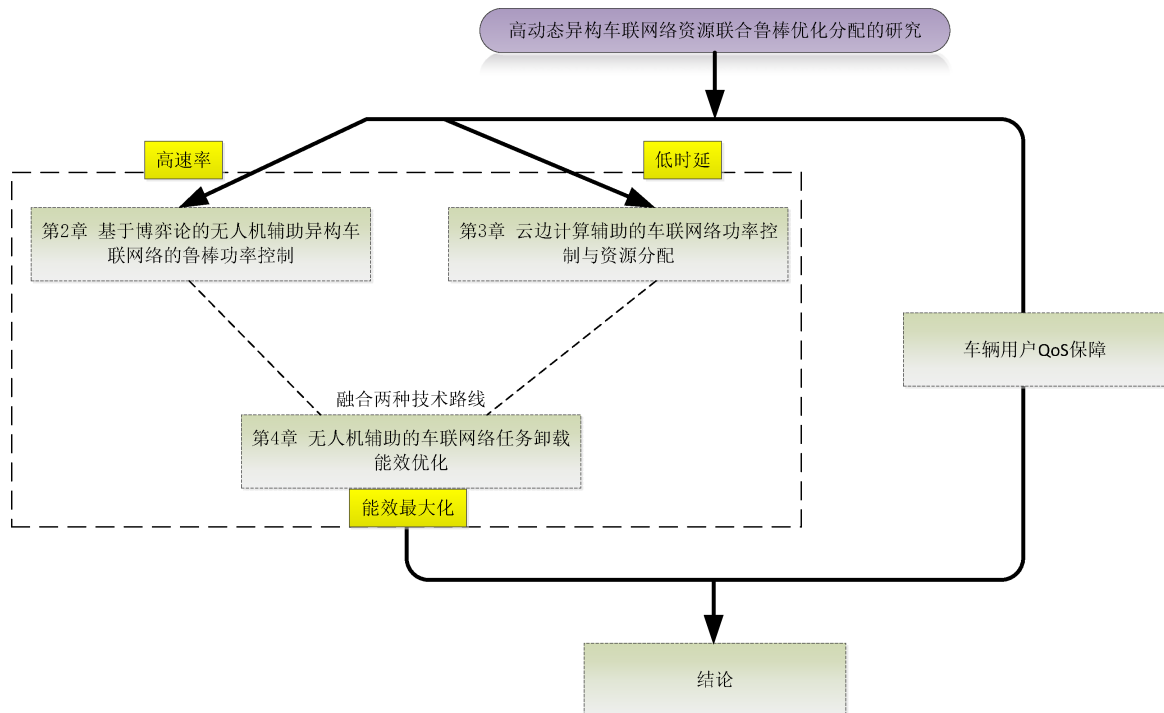 高动态异构车联网络资源联合鲁棒优化分配的研究
高速率
低时延
第2章 基于博弈论的无人机辅助异构车
联网络的鲁棒功率控制
第3章 云边计算辅助的车联网络功率控
制与资源分配
车辆用户QoS保障
融合两种技术路线
第4章 无人机辅助的车联网络任务卸载
能效优化
能效最大化
结论